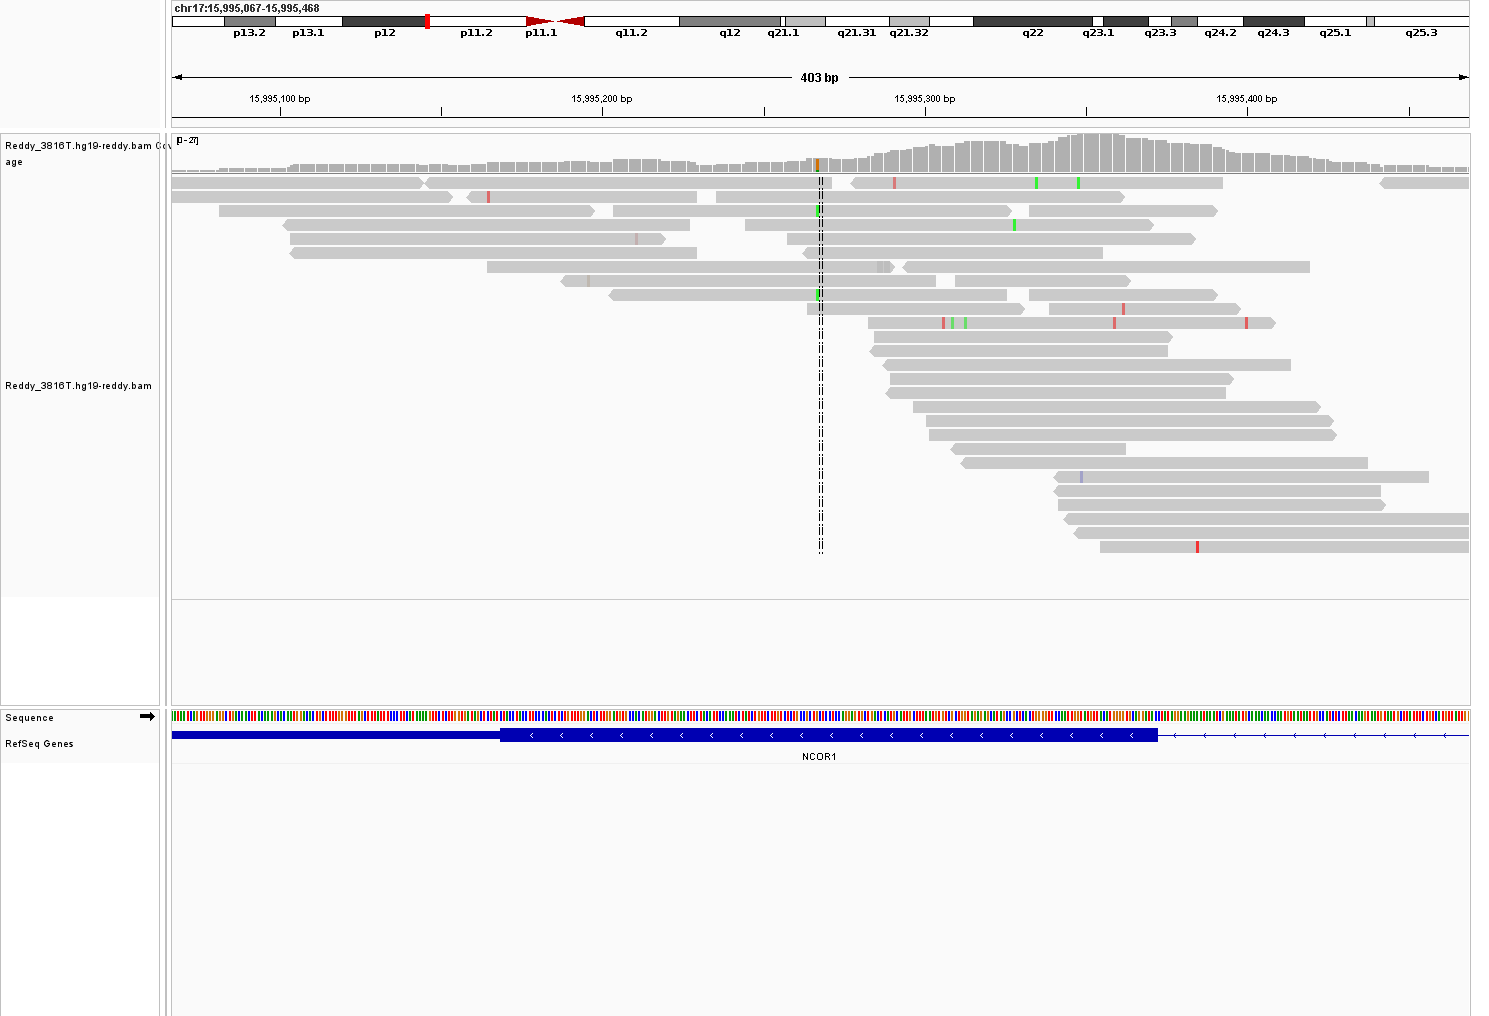 chr17:15,995,067-15,995,468
p13.2 p13.1 p12 p11.2 p11.1 q11.2 q12 q21.1 q21.31 q21.32 q22 q23.1 q23.3 q24.2 q24.3 q25.1 q25.3
403 bp
15,995,100 bp 15,995,200 bp 15,995,300 bp 15,995,400 bp
Reddy_3816T.hg19-reddy.bam Cov
age
[0 - 27]
Reddy_3816T.hg19-reddy.bam
Sequence
RefSeq Genes
NCOR1